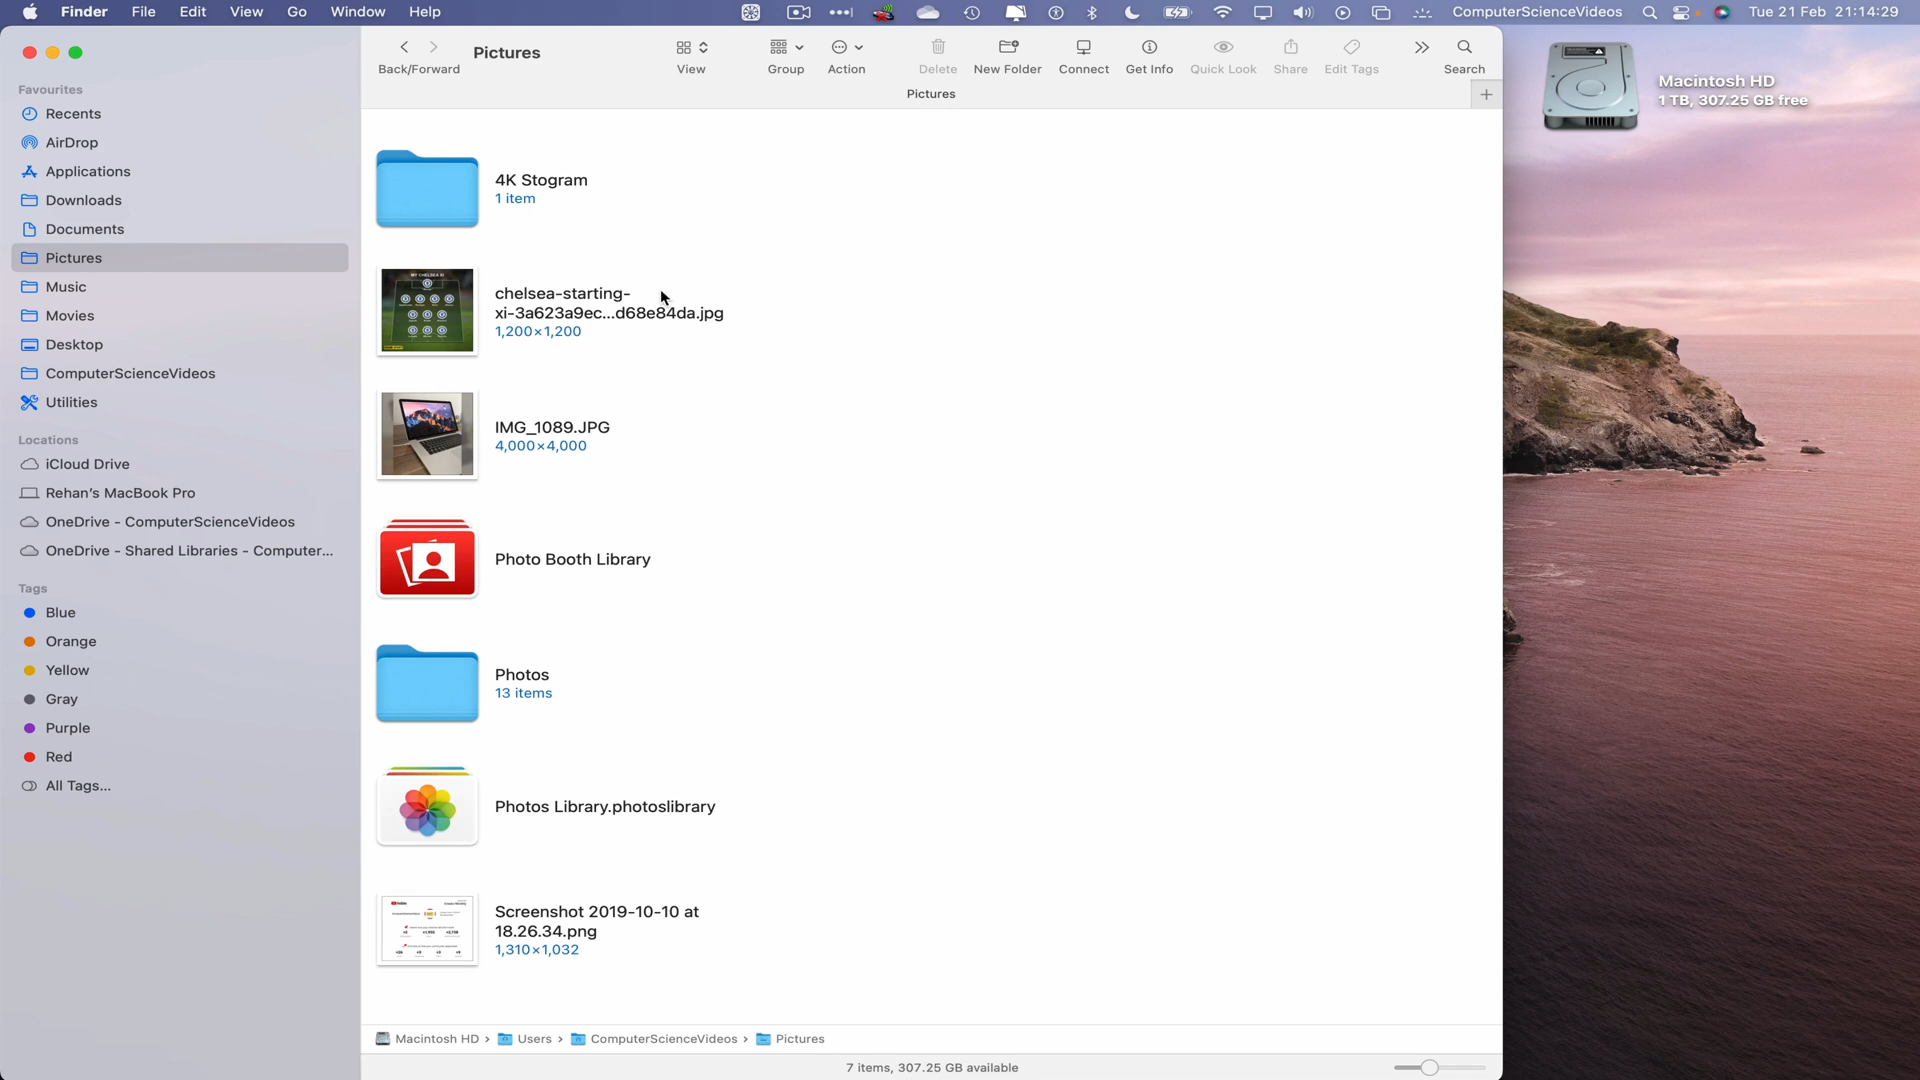 Finder File Edit View Go Window Help
ComputerScienceVideos Tue 21 Feb 21:14:29
Back/Forward
Pictures
View
Group
Action
Delete
New Folder
Connect
Get Info
Quick Look
Share
Edit Tags
Search
Pictures
Favourites
Recents
AirDrop
Applications
Downloads
Documents
Pictures
Music
Movies
Desktop
ComputerScienceVideos
Utilities
Locations
iCloud Drive
Rehan's MacBook Pro
OneDrive - ComputerScienceVideos
OneDrive - Shared Libraries - Computer...
Tags
Blue
Orange
Yellow
Gray
Purple
Red
All Tags...
4K Stogram
1 item
MY CHELSEA XI
chelsea-starting-
xi-3a623a9ec...d68e84da.jpg
1,200×1,200
IMG_1089.JPG
4,000×4,000
Photo Booth Library
Photos
13 items
Photos Library.photoslibrary
Screenshot 2019-10-10 at
18.26.34.png
1,310×1,032
Macintosh HD › Users › ComputerScienceVideos › Pictures
7 items, 307.25 GB available
Macintosh HD
1 TB, 307.25 GB free